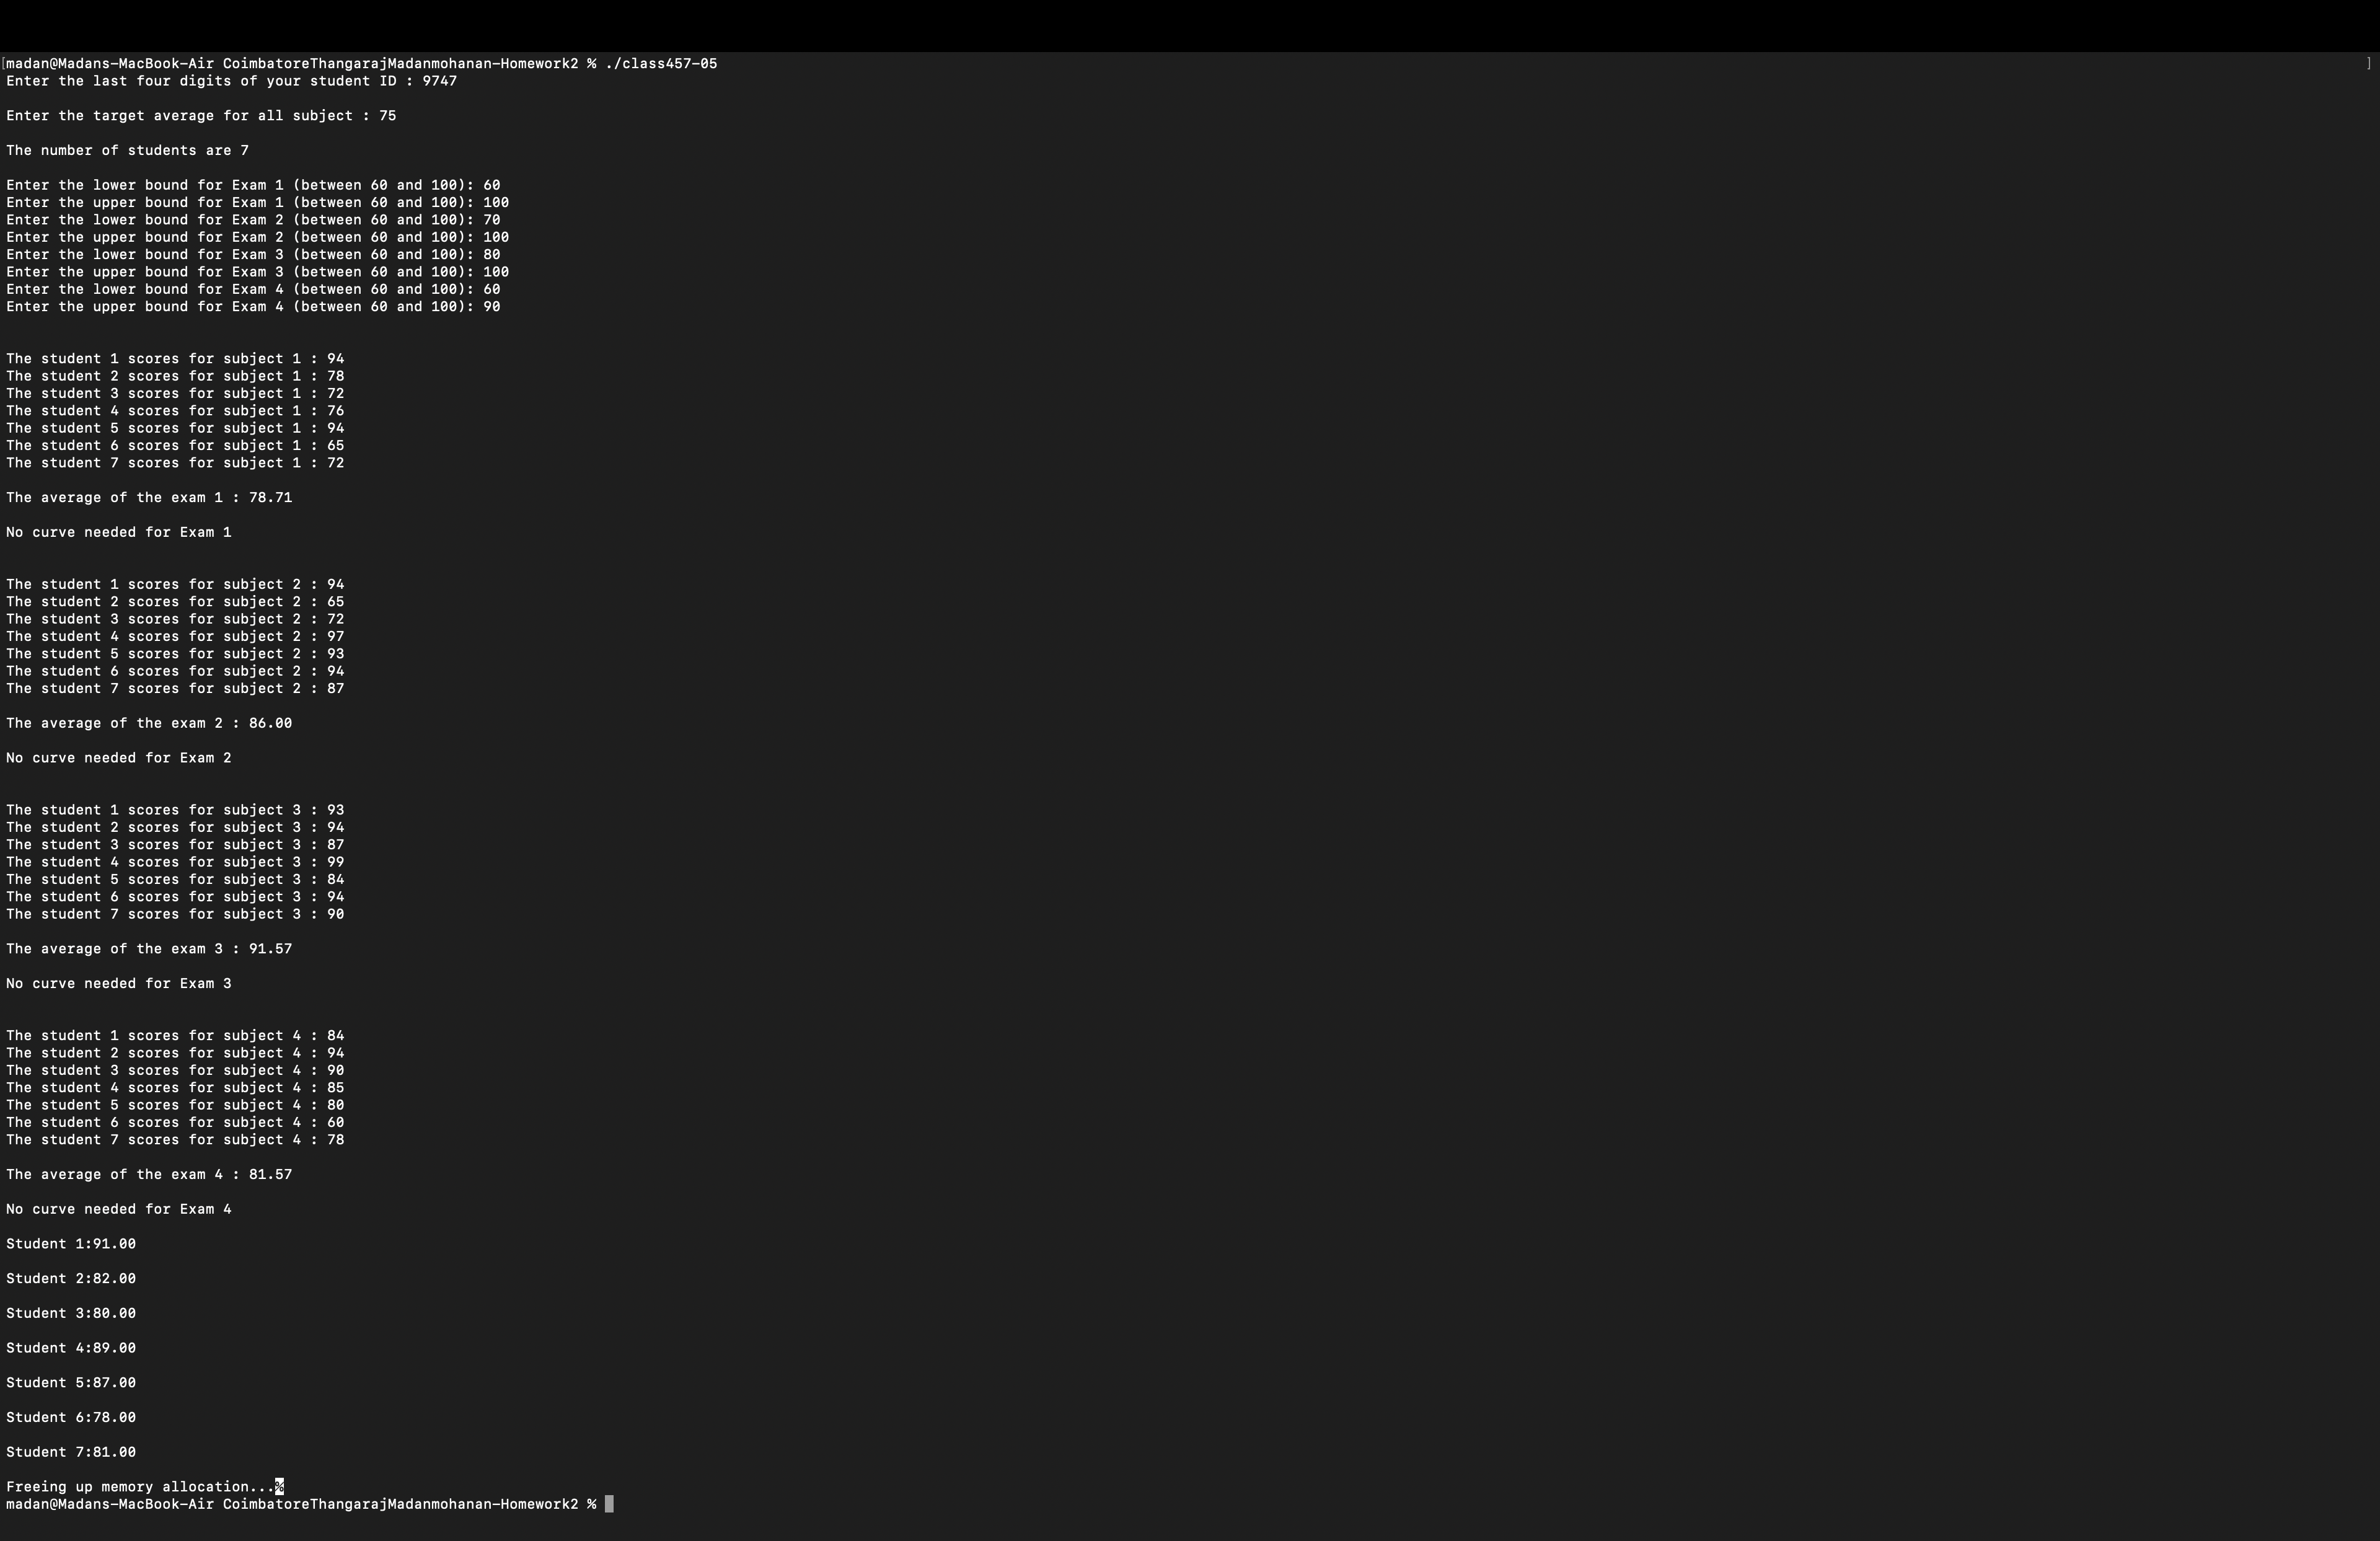 [madan@Madans-MacBook-Air CoimbatoreThangarajMadanmohanan-Homework2 % ./class457-05 ]
Enter the last four digits of your student ID : 9747
Enter the target average for all subject : 75
The number of students are 7
Enter the lower bound for Exam 1 (between 60 and 100): 60
Enter the upper bound for Exam 1 (between 60 and 100): 100
Enter the lower bound for Exam 2 (between 60 and 100): 70
Enter the upper bound for Exam 2 (between 60 and 100): 100
Enter the lower bound for Exam 3 (between 60 and 100): 80
Enter the upper bound for Exam 3 (between 60 and 100): 100
Enter the lower bound for Exam 4 (between 60 and 100): 60
Enter the upper bound for Exam 4 (between 60 and 100): 90
The student 1 scores for subject 1 : 94
The student 2 scores for subject 1 : 78
The student 3 scores for subject 1 : 72
The student 4 scores for subject 1 : 76
The student 5 scores for subject 1 : 94
The student 6 scores for subject 1 : 65
The student 7 scores for subject 1 : 72
The average of the exam 1 : 78.71
No curve needed for Exam 1
The student 1 scores for subject 2 : 94
The student 2 scores for subject 2 : 65
The student 3 scores for subject 2 : 72
The student 4 scores for subject 2 : 97
The student 5 scores for subject 2 : 93
The student 6 scores for subject 2 : 94
The student 7 scores for subject 2 : 87
The average of the exam 2 : 86.00
No curve needed for Exam 2
The student 1 scores for subject 3 : 93
The student 2 scores for subject 3 : 94
The student 3 scores for subject 3 : 87
The student 4 scores for subject 3 : 99
The student 5 scores for subject 3 : 84
The student 6 scores for subject 3 : 94
The student 7 scores for subject 3 : 90
The average of the exam 3 : 91.57
No curve needed for Exam 3
The student 1 scores for subject 4 : 84
The student 2 scores for subject 4 : 94
The student 3 scores for subject 4 : 90
The student 4 scores for subject 4 : 85
The student 5 scores for subject 4 : 80
The student 6 scores for subject 4 : 60
The student 7 scores for subject 4 : 78
The average of the exam 4 : 81.57
No curve needed for Exam 4
Student 1:91.00
Student 2:82.00
Student 3:80.00
Student 4:89.00
Student 5:87.00
Student 6:78.00
Student 7:81.00
Freeing up memory allocation...%
madan@Madans-MacBook-Air CoimbatoreThangarajMadanmohanan-Homework2 %